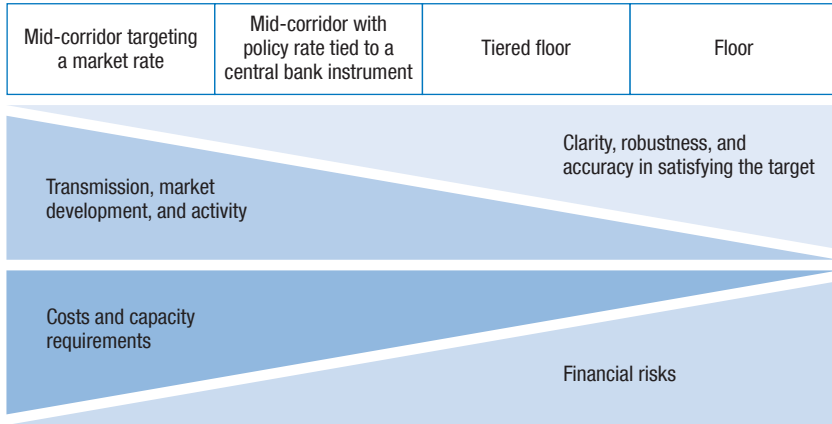 Mid-corridor targeting
a market rate
Mid-corridor with
policy rate tied to a
central bank instrument
Tiered floor
Floor
Clarity, robustness, and
accuracy in satisfying the target
Transmission, market
development, and activity
Costs and capacity
requirements
Financial risks